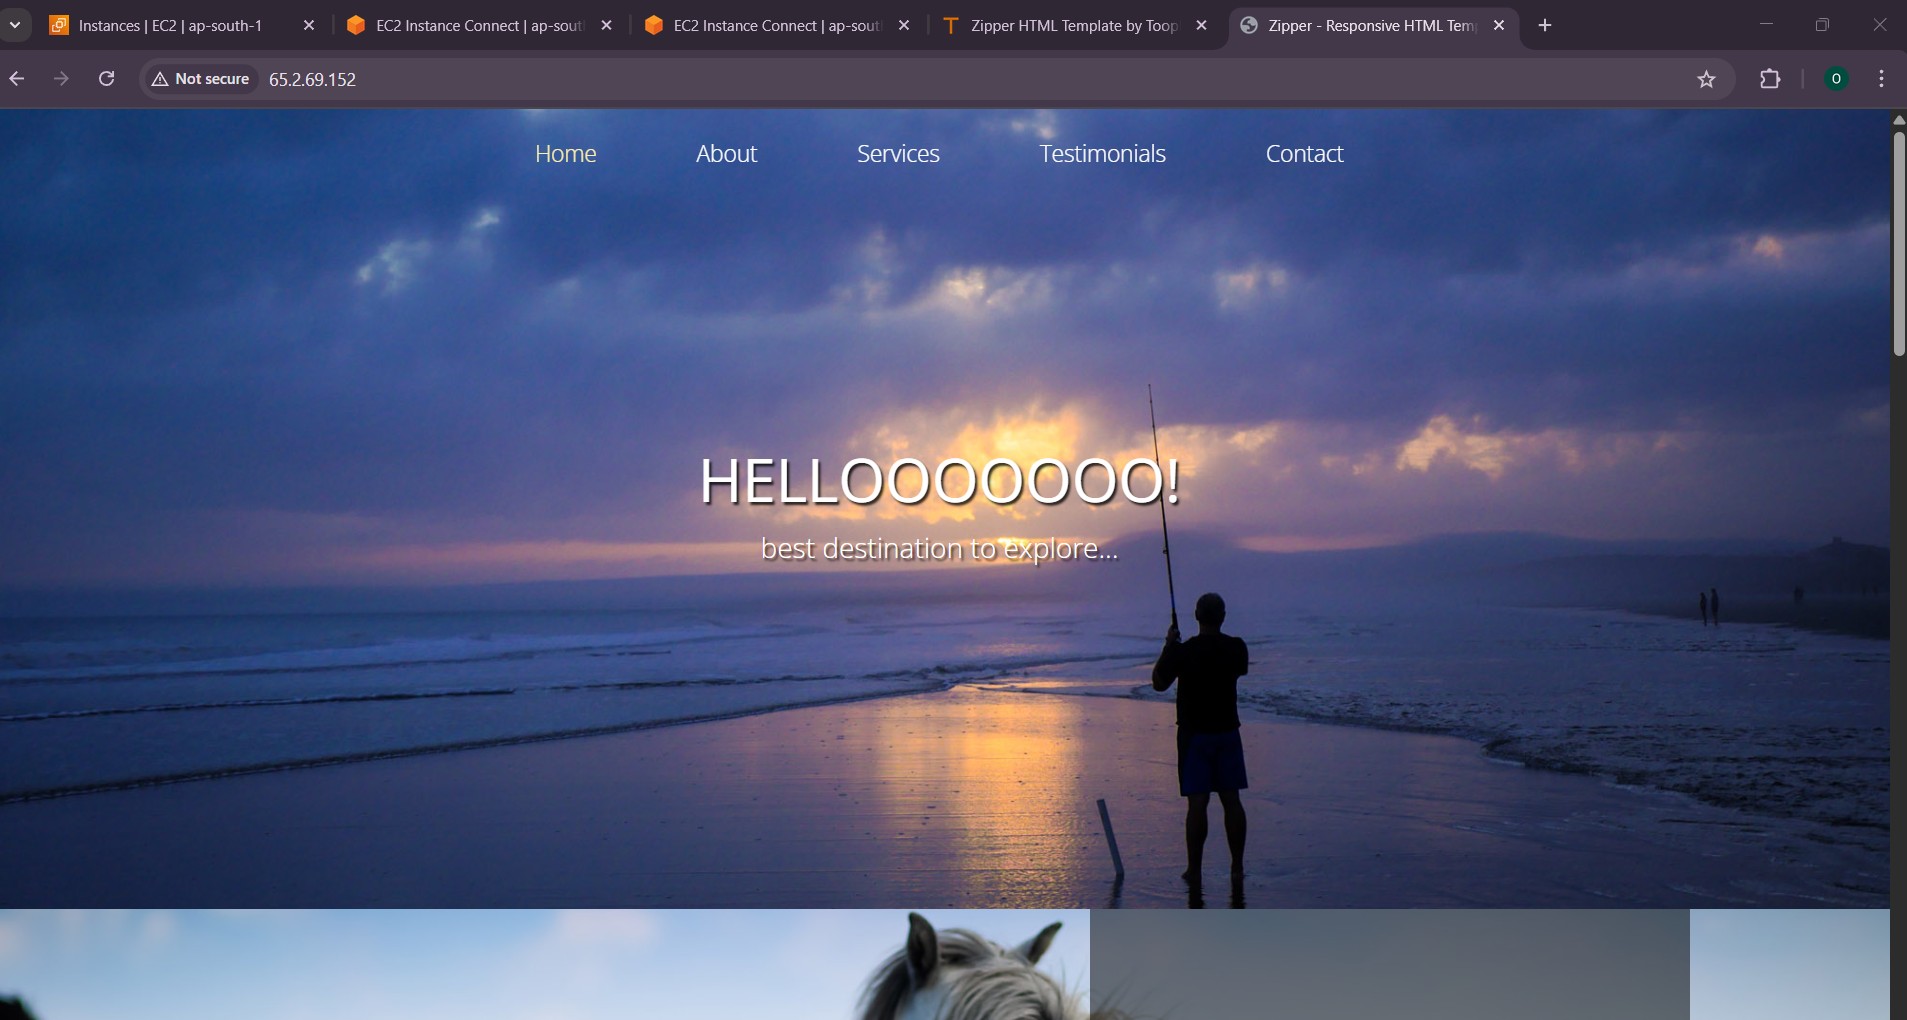 Instances | EC2 | ap-south-1
EC2 Instance Connect | ap-sout
EC2 Instance Connect | ap-sout
Zipper HTML Template by Toop
Zipper - Responsive HTML Tem
Not secure
65.2.69.152
O
Home
About
Services
Testimonials
Contact
HELLOOOOOOO!
best destination to explore...